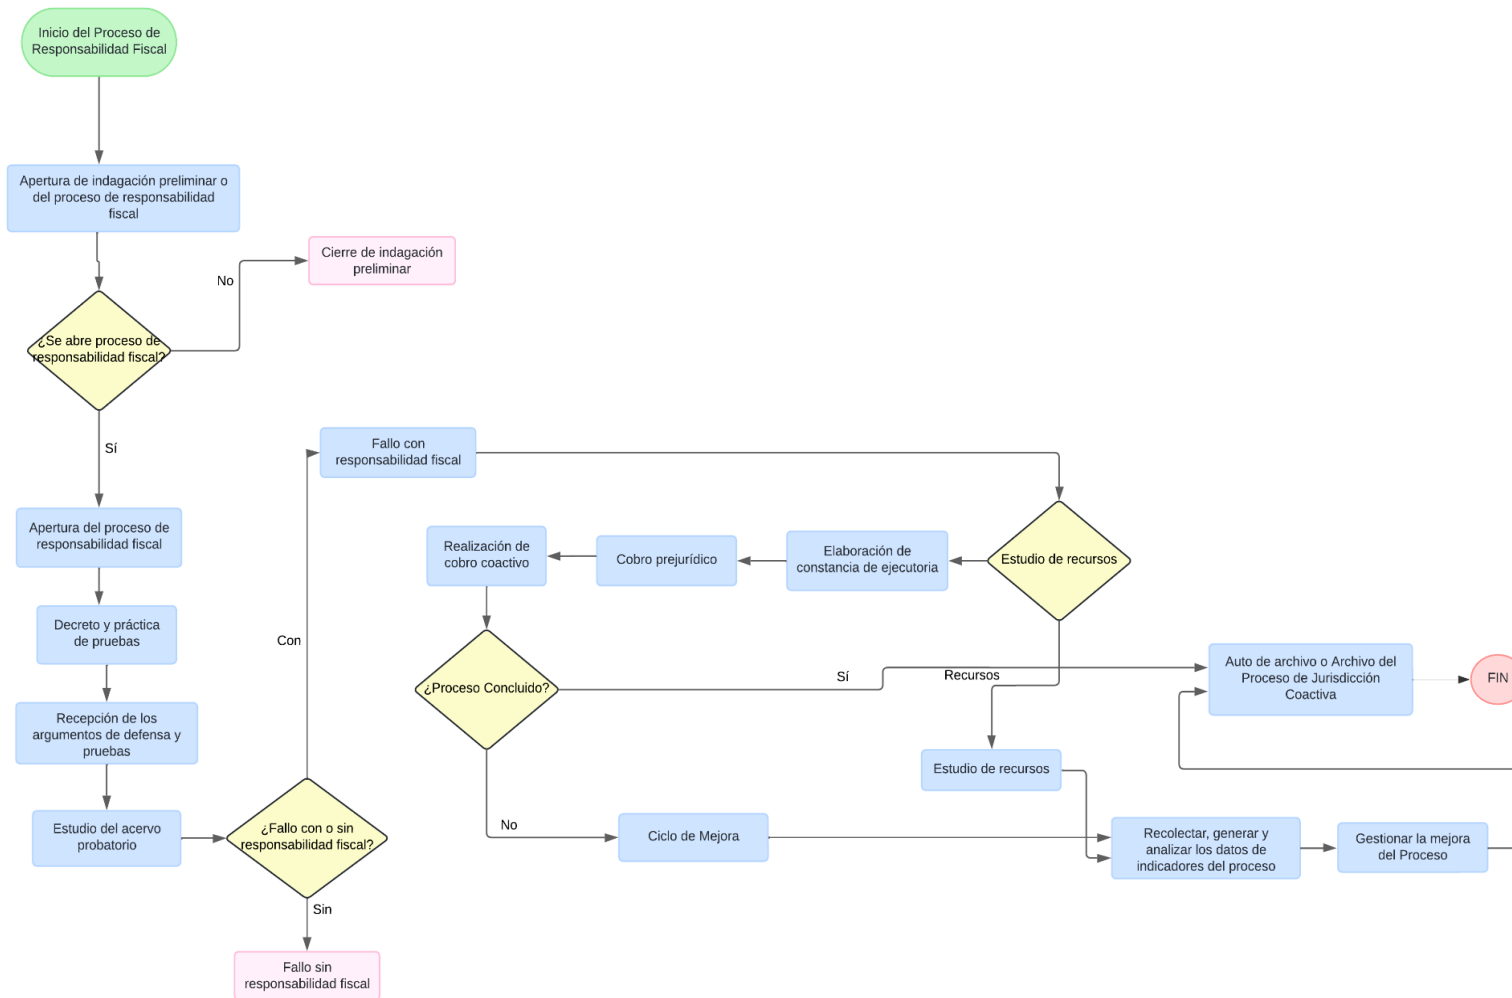 Inicio del Proceso de
Responsabilidad Fiscal
Apertura de indagación preliminar o
del proceso de responsabilidad
fiscal
Cierre de indagación
preliminar
No
¿Se abre proceso de
responsabilidad fiscal?
Sí
Fallo con
responsabilidad fiscal
Apertura del proceso de
responsabilidad fiscal
Realización de
cobro coactivo
Cobro prejurídico
Elaboración de
constancia de ejecutoria
Estudio de recursos
Decreto y práctica
de pruebas
Con
¿Proceso Concluido?
Sí
Recursos
Auto de archivo o Archivo del
Proceso de Jurisdicción
Coactiva
FIN
Recepción de los
argumentos de defensa y
pruebas
Estudio de recursos
Estudio del acervo
probatorio
¿Fallo con o sin
responsabilidad fiscal?
No
Ciclo de Mejora
Recolectar, generar y
analizar los datos de
indicadores del proceso
Gestionar la mejora
del Proceso
Sin
Fallo sin
responsabilidad fiscal